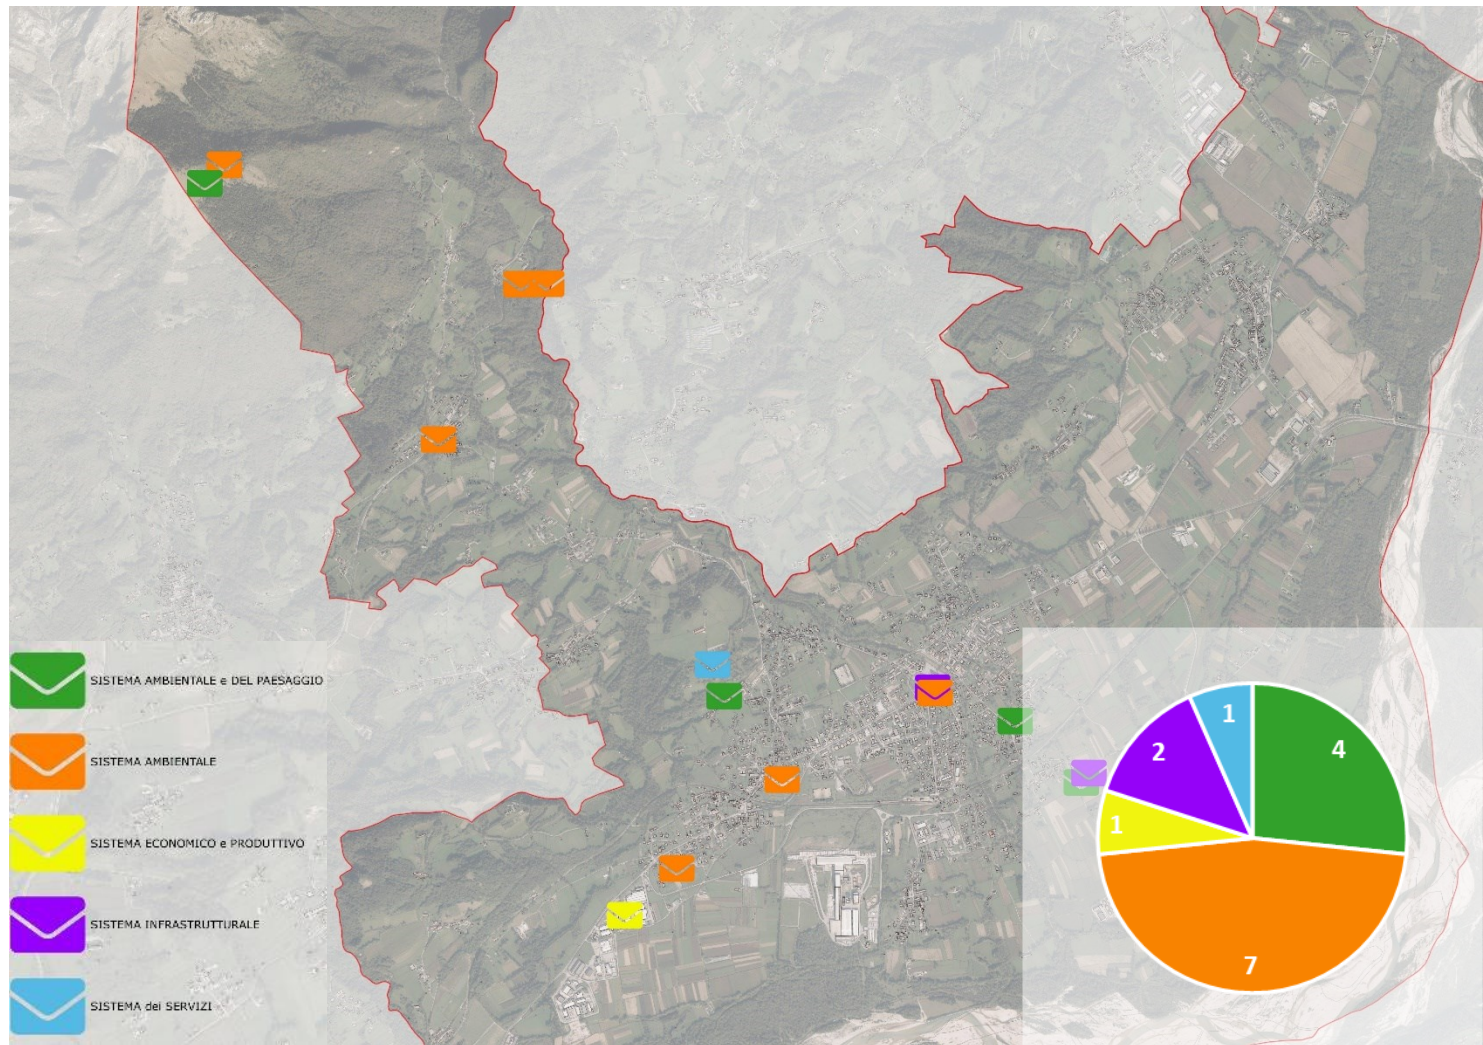 SISTEMA AMBIENTALE e DEL PAESAGGIO
SISTEMA AMBIENTALE
SISTEMA ECONOMICO e PRODUTTIVO
SISTEMA INFRASTRUTTURALE
SISTEMA dei SERVIZI
1
2
4
1
7